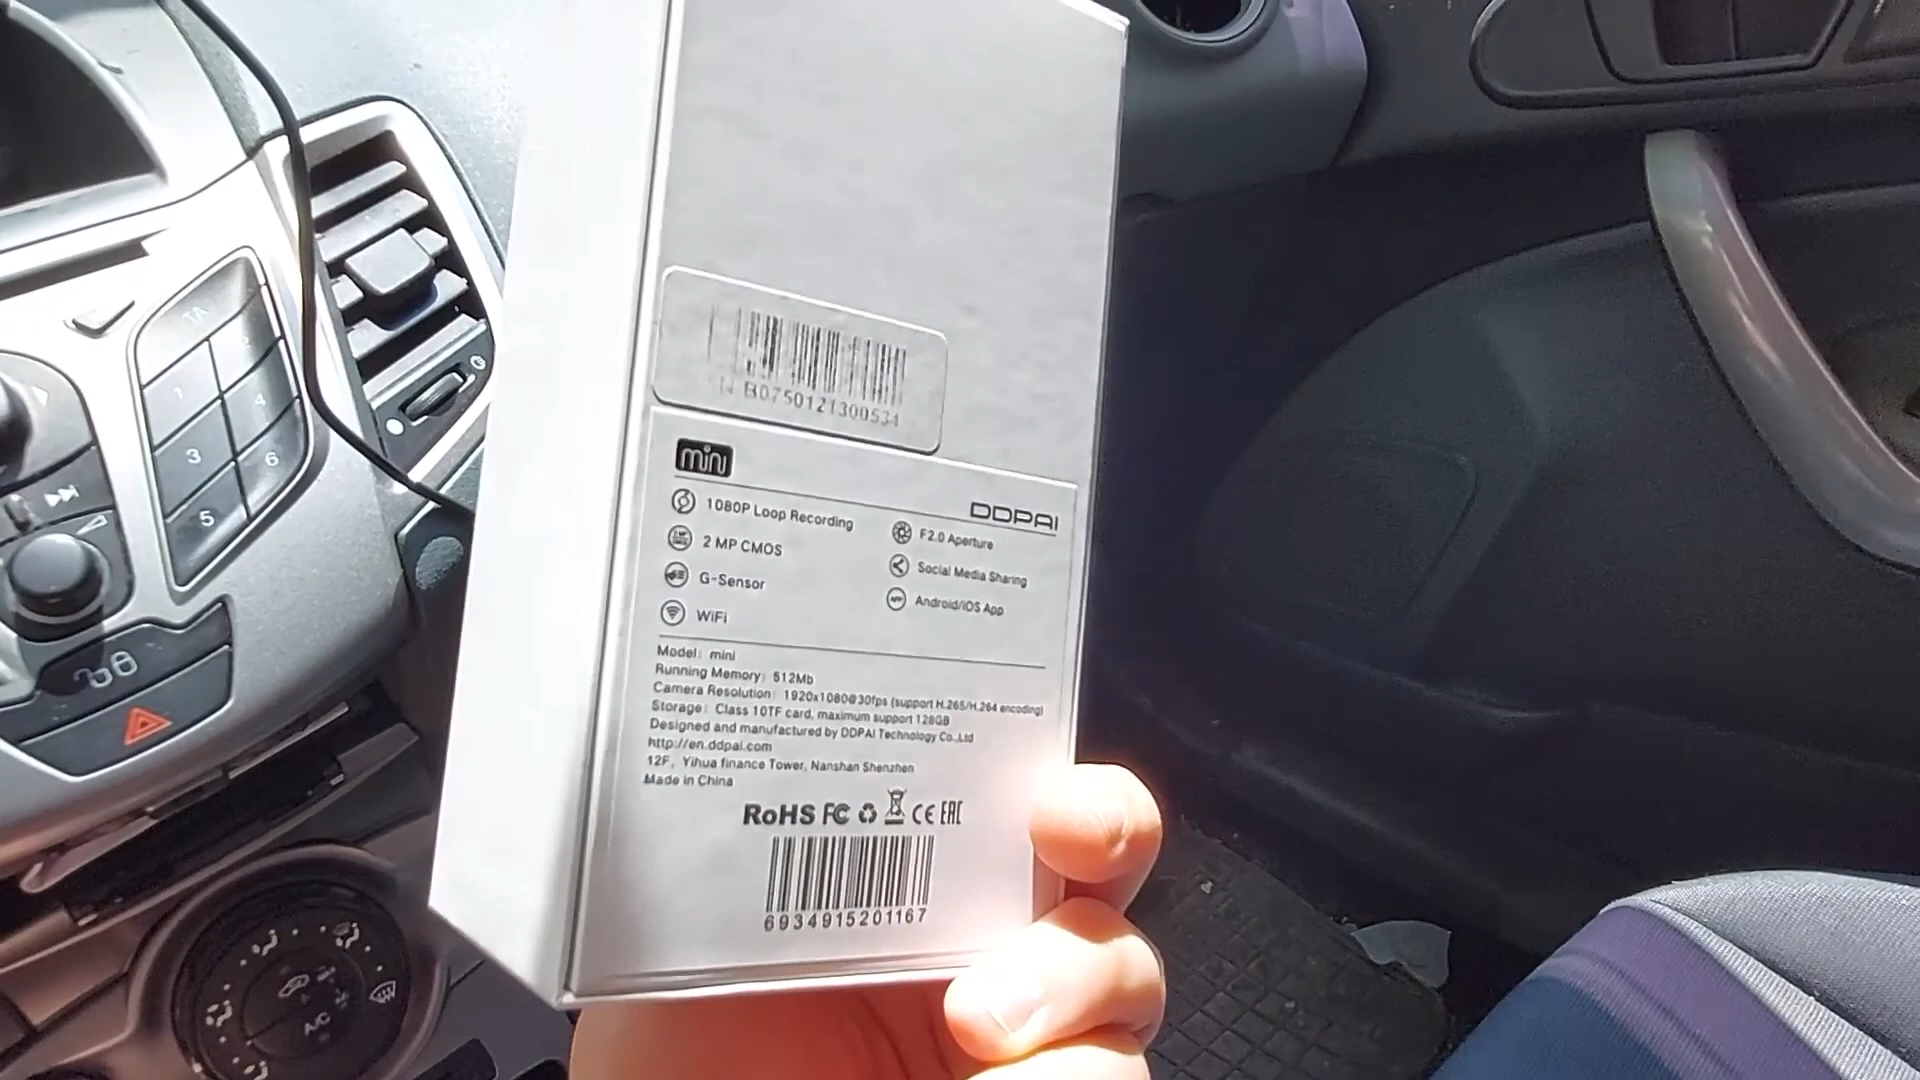 TA
1
2
3
4
5
6
A/C
B0750121300534
mini
DDPAI
1080P Loop Recording
2 MP CMOS
G-Sensor
WiFi
F2.0 Aperture
Social Media Sharing
Android/iOS App
Model: mini
Running Memory: 512Mb
Camera Resolution: 1920x1080@30fps (support H.265/H.264 encoding)
Storage: Class 10TF card, maximum support 128GB
Designed and manufactured by DDPAI Technology Co.,Ltd
http://en.ddpai.com
12F, Yihua finance Tower, Nanshan Shenzhen
Made in China
RoHS FC CE EAC
6934915201167